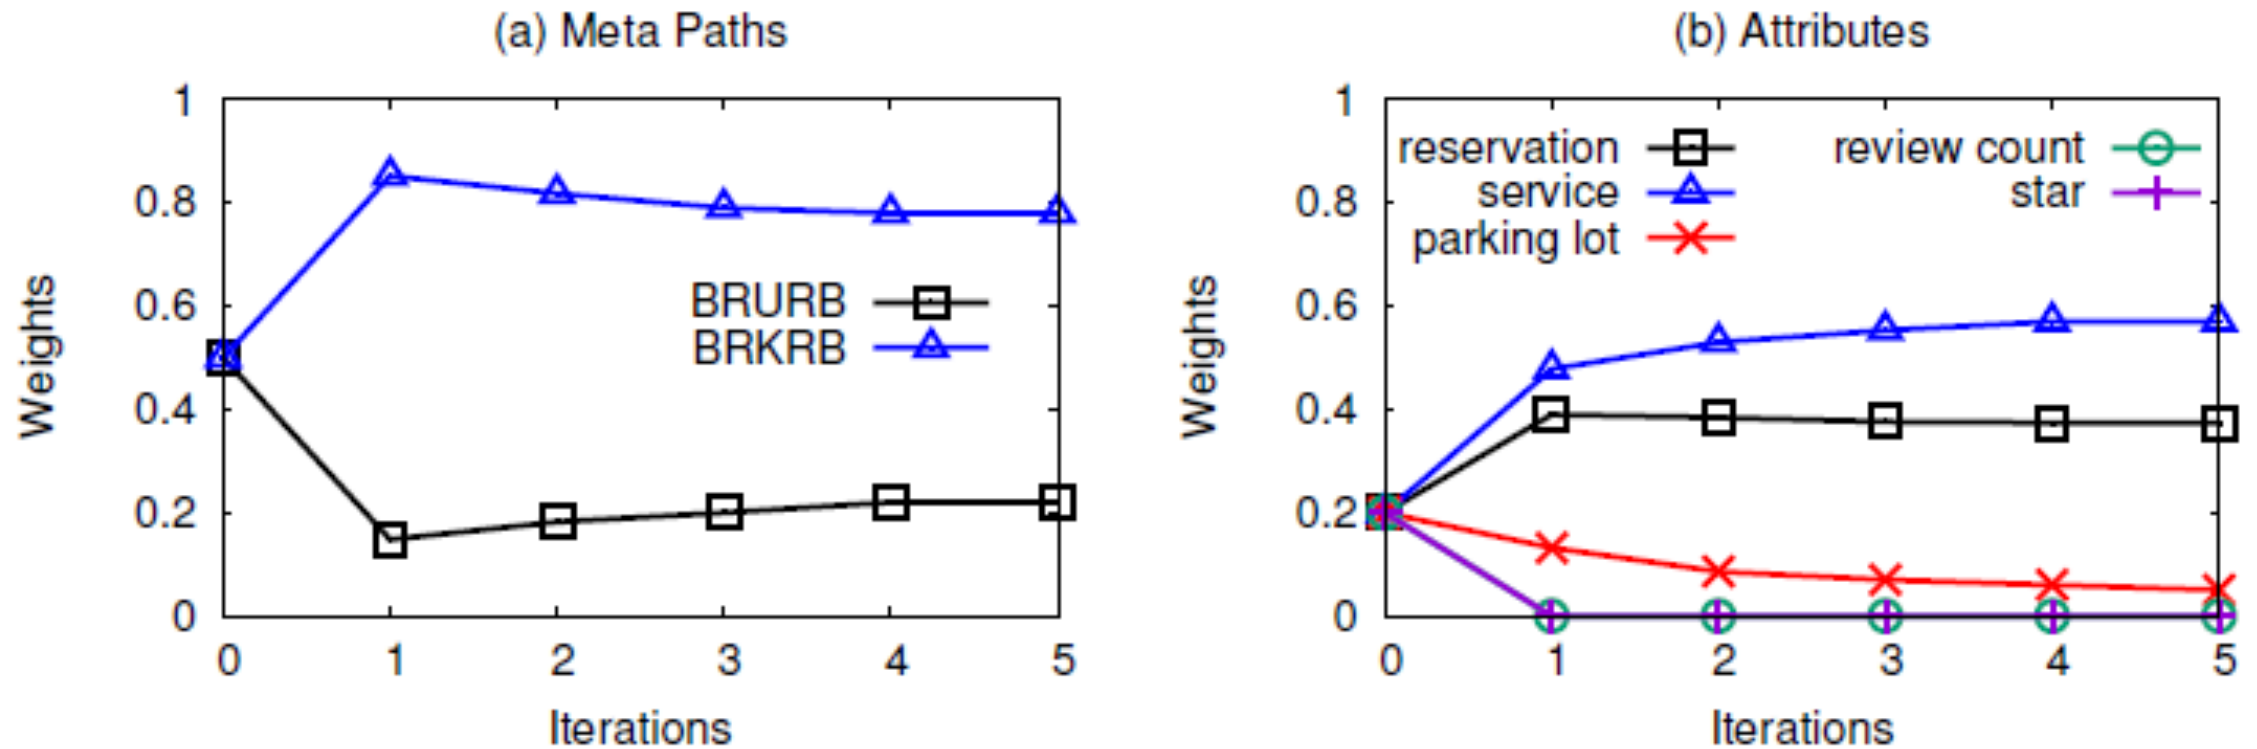 (a) Meta Paths
Weights
1
0.8
0.6
0.4
0.2
0
BRURB
BRKRB
0 1 2 3 4 5
Iterations
(b) Attributes
Weights
1
0.8
0.6
0.4
0.2
0
reservation
service
parking lot
review count
star
0 1 2 3 4 5
Iterations